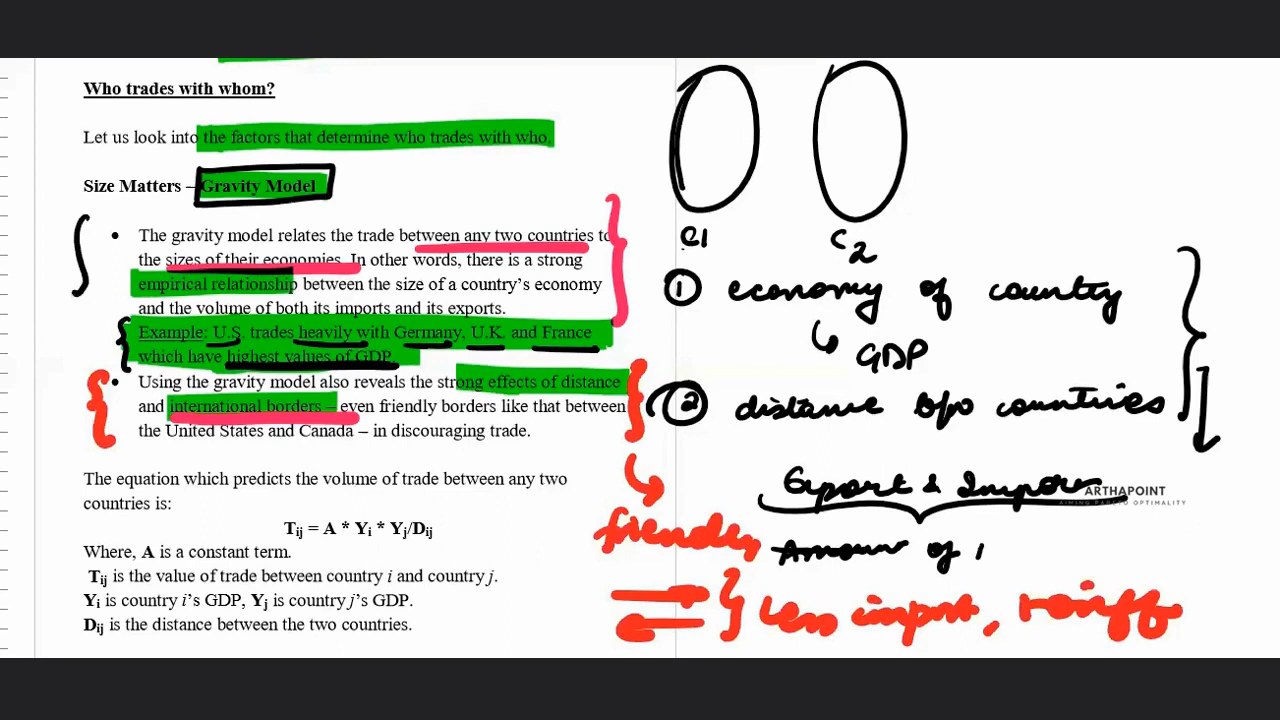 Who trades with whom?
Let us look into the factors that determine who trades with who.
Size Matters – Gravity Model
• The gravity model relates the trade between any two countries to
the sizes of their economies. In other words, there is a strong
empirical relationship between the size of a country's economy
and the volume of both its imports and its exports.
Example: U.S. trades heavily with Germany, U.K. and France
which have highest values of GDP.
• Using the gravity model also reveals the strong effects of distance
and international borders – even friendly borders like that between
the United States and Canada – in discouraging trade.
The equation which predicts the volume of trade between any two
countries is:
Tij = A * Yi * Yj/Dij
Where, A is a constant term.
Tij is the value of trade between country i and country j.
Yi is country i's GDP, Yj is country j's GDP.
Dij is the distance between the two countries.
C1
C2
① economy of country
GDP
② distance b/w countries
Export & Import
ARTHAPOINT
AIMING PARETO OPTIMALITY
friendly
Amount of
Less import, tariff